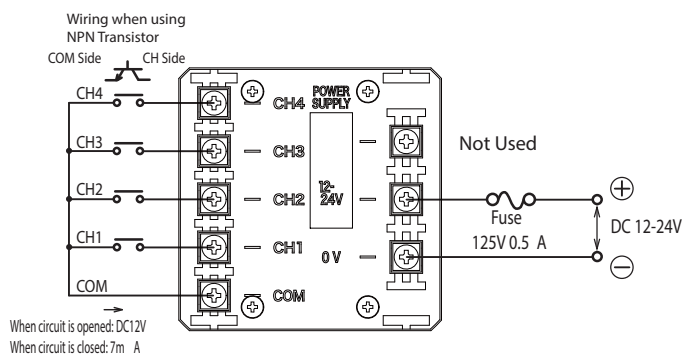 Wiring when using
NPN Transistor
COM Side CH Side
CH4
CH3
CH2
CH1
COM
When circuit is opened: DC12V
When circuit is closed: 7m A
POWER
SUPPLY
CH4
CH3
CH2
CH1
COM
12-
24V
0 V
Not Used
Fuse
125V 0.5 A
+
DC 12-24V
−